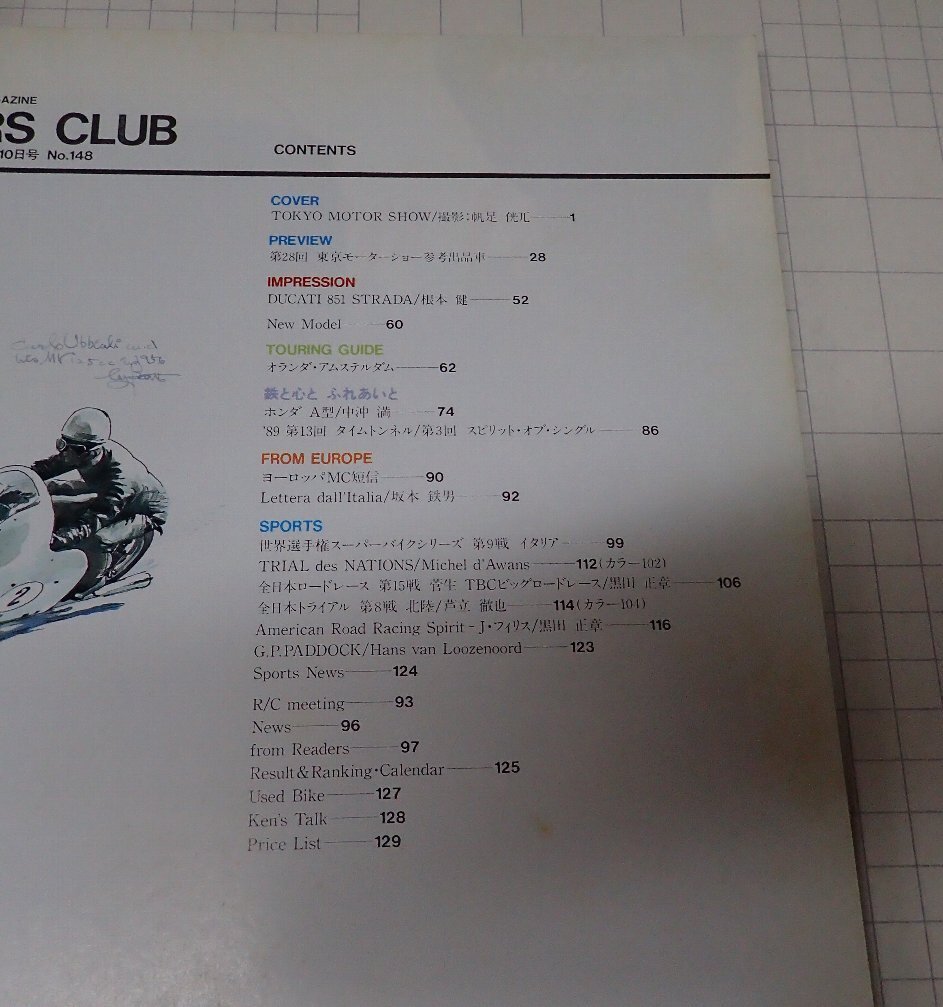 AZINE
RS CLUB
10日号 No.148
CONTENTS
COVER
TOKYO MOTOR SHOW/撮影:帆足 侊兀——1
PREVIEW
第28回 東京モーターショー参考出品車——28
IMPRESSION
DUCATI 851 STRADA/根本 健——52
New Model——60
TOURING GUIDE
オランダ・アムステルダム——62
鉄と心と ふれあいと
ホンダ A型/中沖 満——74
'89 第13回 タイムトンネル/第3回 スピリット・オブ・シングル——86
FROM EUROPE
ヨーロッパMC短信——90
Lettera dall'Italia/坂本 鉄男——92
SPORTS
世界選手権スーパーバイクシリーズ 第9戦 イタリア——99
TRIAL des NATIONS/Michel d'Awans——112(カラー102)
全日本ロードレース 第15戦 菅生 TBCビッグロードレース/黒田 正章——106
全日本トライアル 第8戦 北陸/芦立 徹也——114(カラー104)
American Road Racing Spirit-J・フィリス/黒田 正章——116
G.P.PADDOCK/Hans van Loozenoord——123
Sports News——124
R/C meeting——93
News——96
from Readers——97
Result&Ranking・Calendar——125
Used Bike——127
Ken's Talk——128
Price List——129
Ubbiali and
2